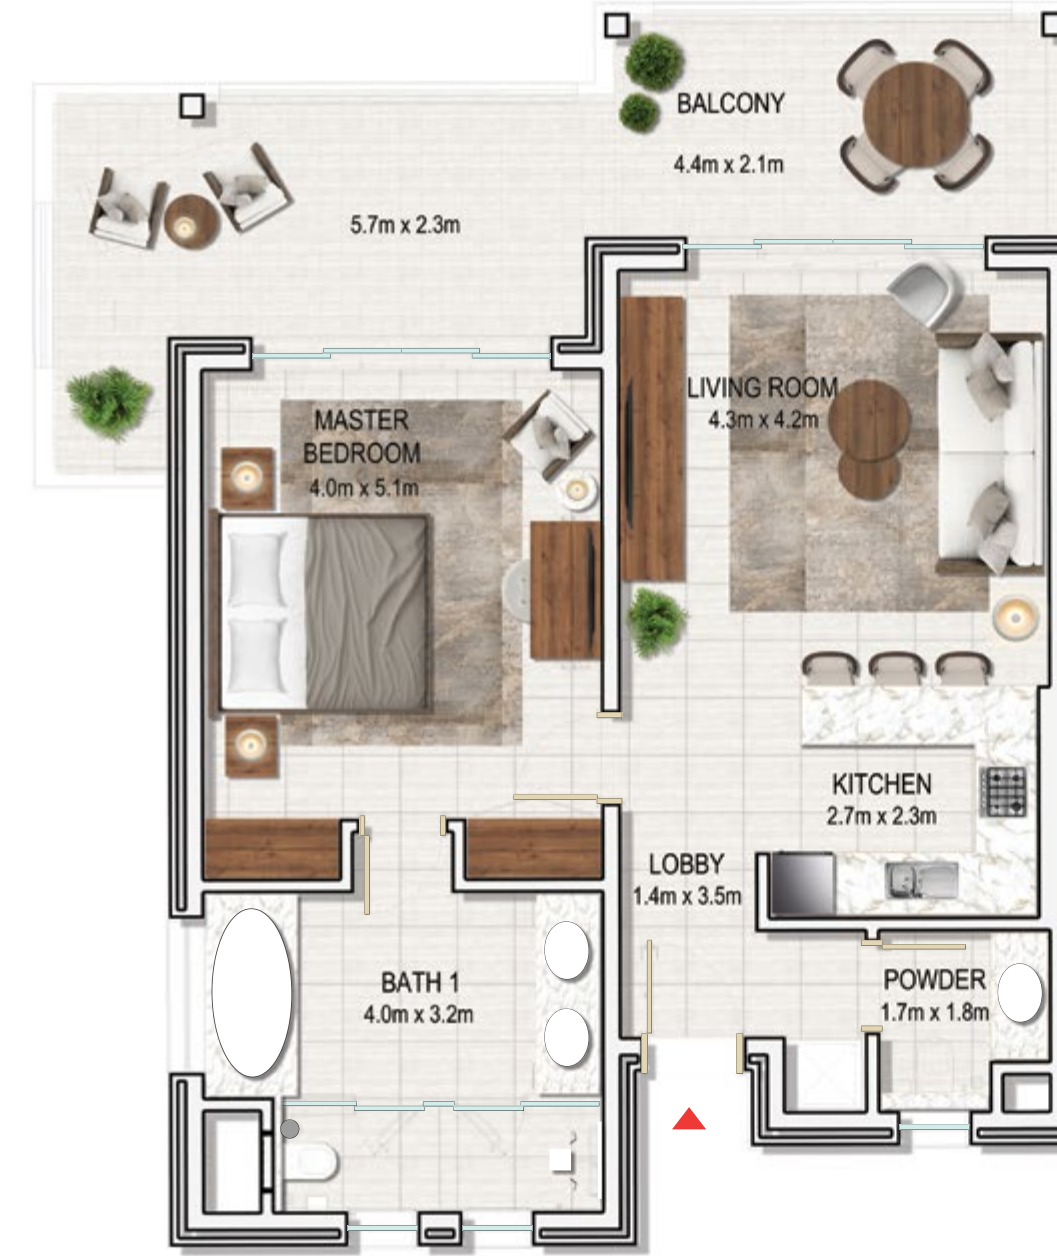 BALCONY
4.4m x 2.1m
5.7m x 2.3m
LIVING ROOM
4.3m x 4.2m
MASTER
BEDROOM
4.0m x 5.1m
KITCHEN
2.7m x 2.3m
LOBBY
1.4m x 3.5m
BATH 1
4.0m x 3.2m
POWDER
1.7m x 1.8m